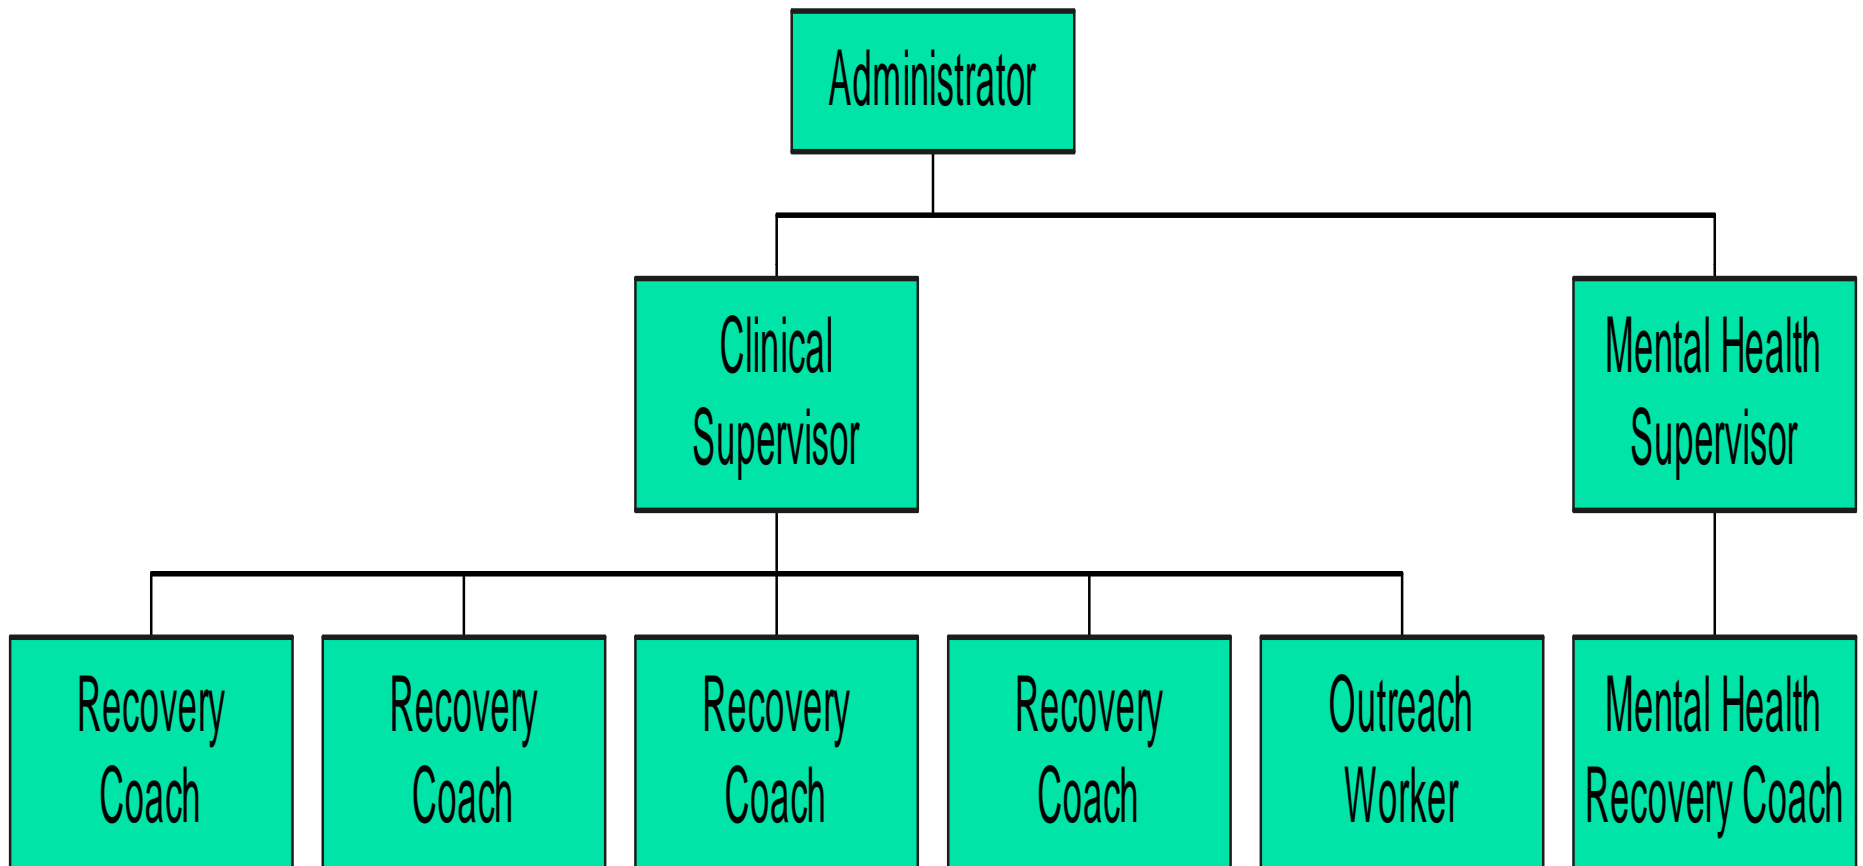 Administrator
Clinical
Supervisor
Mental Health
Supervisor
Recovery
Coach
Recovery
Coach
Recovery
Coach
Recovery
Coach
Outreach
Worker
Mental Health
Recovery Coach